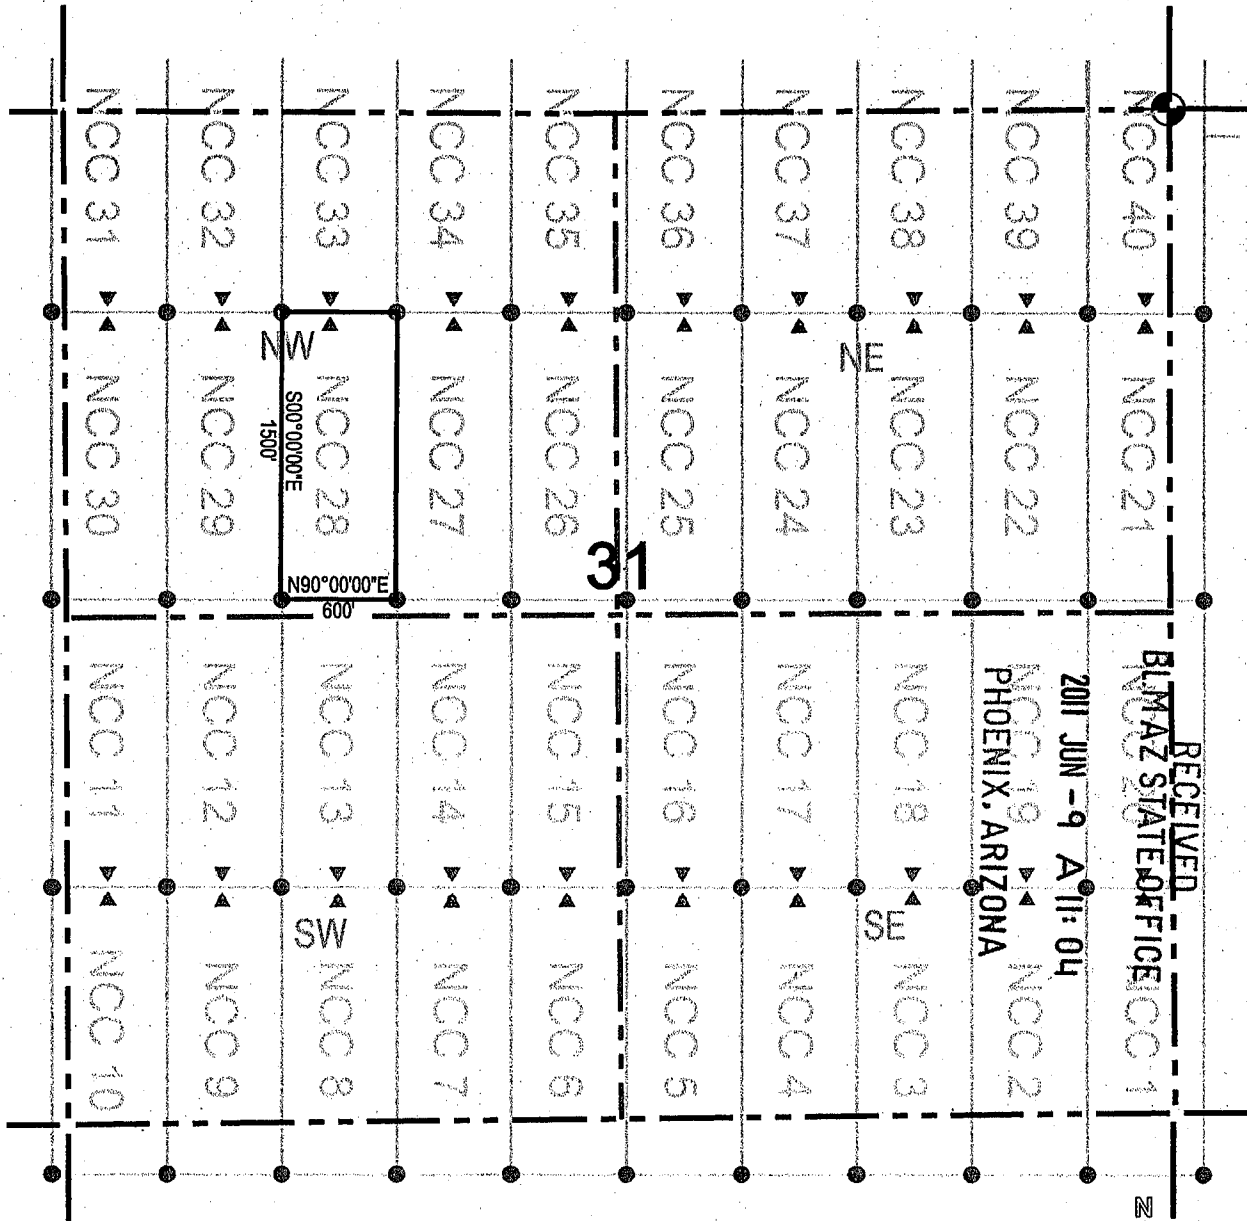 NCC 31
NCC 32
NCC 33
NCC 34
NCC 35
NCC 36
NCC 37
NCC 38
NCC 39
NCC 40
NW
NE
NCC 30
NCC 29
NCC 28
NCC 27
NCC 26
NCC 25
NCC 24
NCC 23
NCC 22
NCC 21
S00°00'00"E
1500'
N90°00'00"E
600'
31
NCC 11
NCC 12
NCC 13
NCC 14
NCC 15
NCC 16
NCC 17
NCC 18
NCC 19
NCC 20
RECEIVED
BLM AZ STATE OFFICE
2011 JUN -9 A 11: 04
PHOENIX, ARIZONA
SW
SE
NCC 10
NCC 9
NCC 8
NCC 7
NCC 6
NCC 5
NCC 4
NCC 3
NCC 2
NCC 1
N